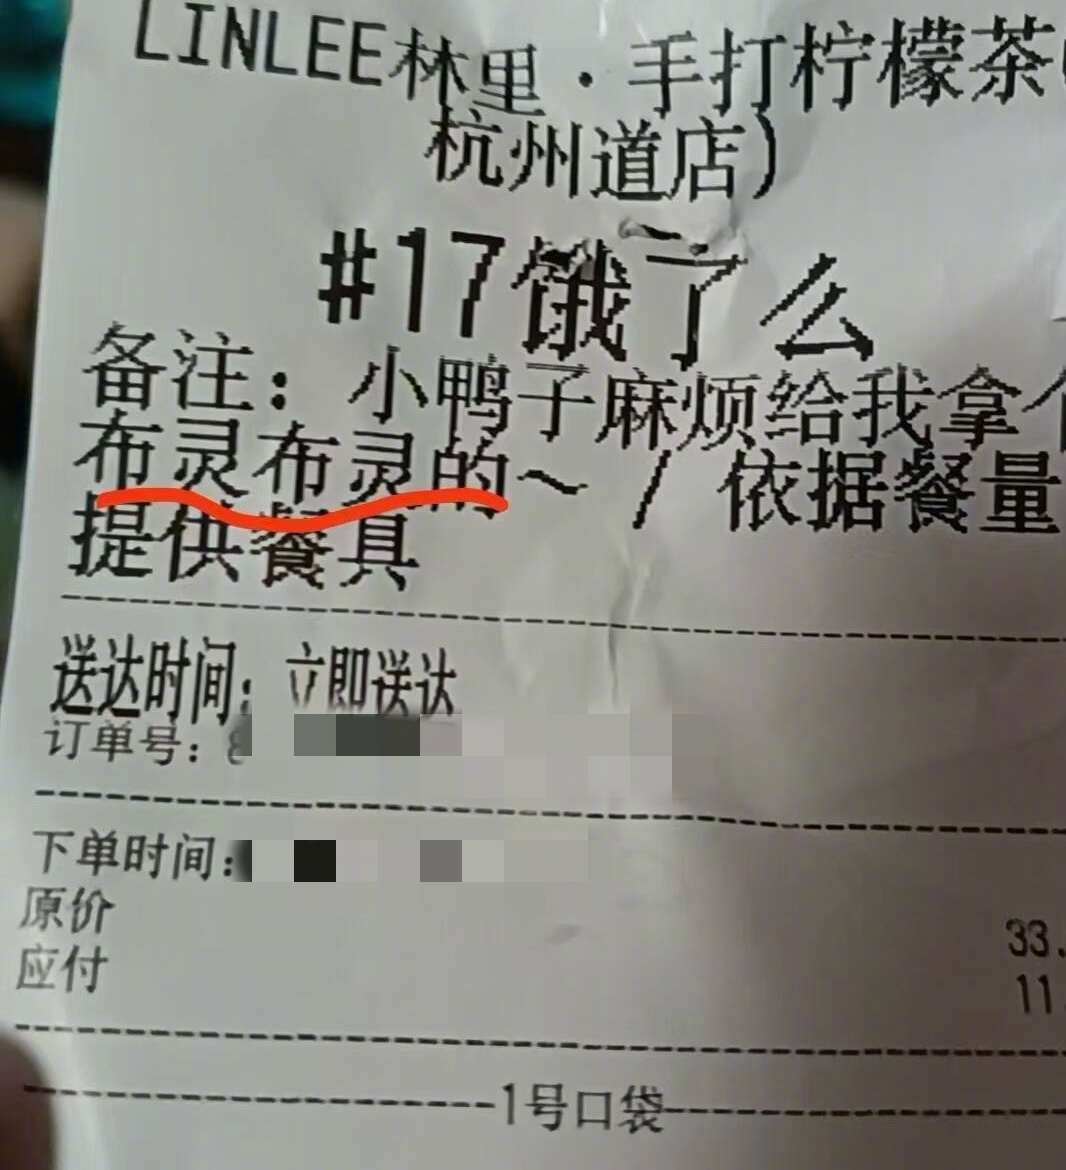 LINLEE林里·手打柠檬茶(
杭州道店)
#17饿了么
备注：小鸭子麻烦给我拿个
布灵布灵的~ / 依据餐量
提供餐具
送达时间：立即送达
订单号：
下单时间：
原价 33.
应付 11.
1号口袋